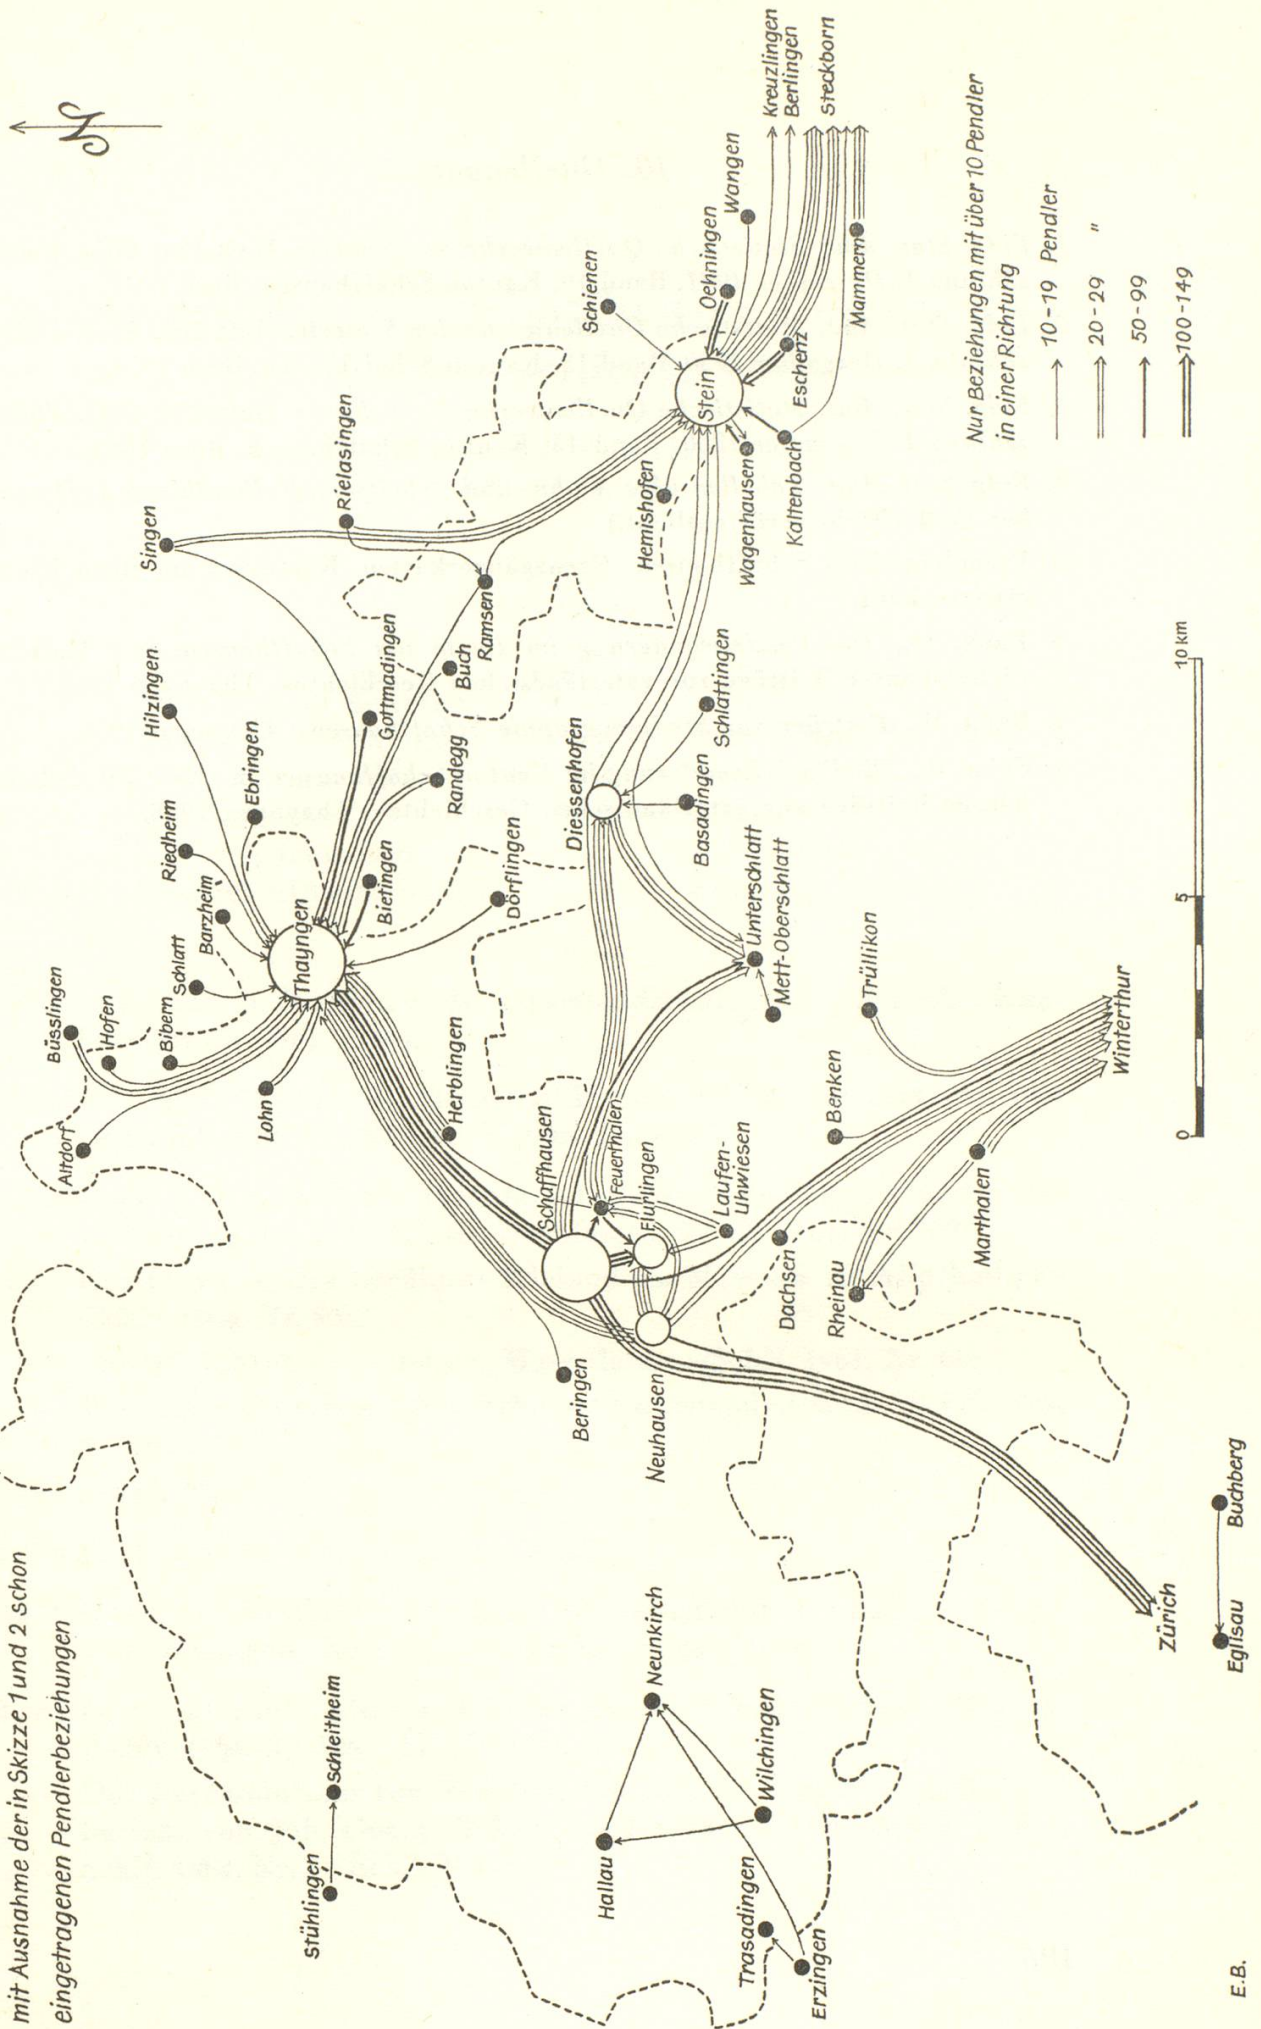 mit Ausnahme der in Skizze 1 und 2 schon
eingetragenen Pendlerbeziehungen
N
Stühlingen
Schleitheim
Hallau
Neunkirch
Wilchingen
Trasadingen
Erzingen
Altdorf
Büsslingen
Hofen
Bibern
Schlatt
Barzheim
Riedheim
Ebringen
Hilzingen
Singen
Lohn
Thayngen
Bietingen
Gottmadingen
Randegg
Dörflingen
Buch
Ramsen
Rielasingen
Herblingen
Beringen
Schaffhausen
Feuerthalen
Flurlingen
Neuhausen
Laufen-
Uhwiesen
Diessenhofen
Basadingen
Schlattingen
Unterschlatt
Mett-Oberschlatt
Hemishofen
Wagenhausen
Kaltenbach
Stein
Eschenz
Schienen
Oehningen
Wangen
Mammern
Kreuzlingen
Berlingen
Steckborn
Dachsen
Benken
Trüllikon
Rheinau
Marthalen
Winterthur
Zürich
Eglisau
Buchberg
Nur Beziehungen mit über 10 Pendler
in einer Richtung
10-19 Pendler
20-29 "
50-99
100-149
0 5 10 km
E.B.